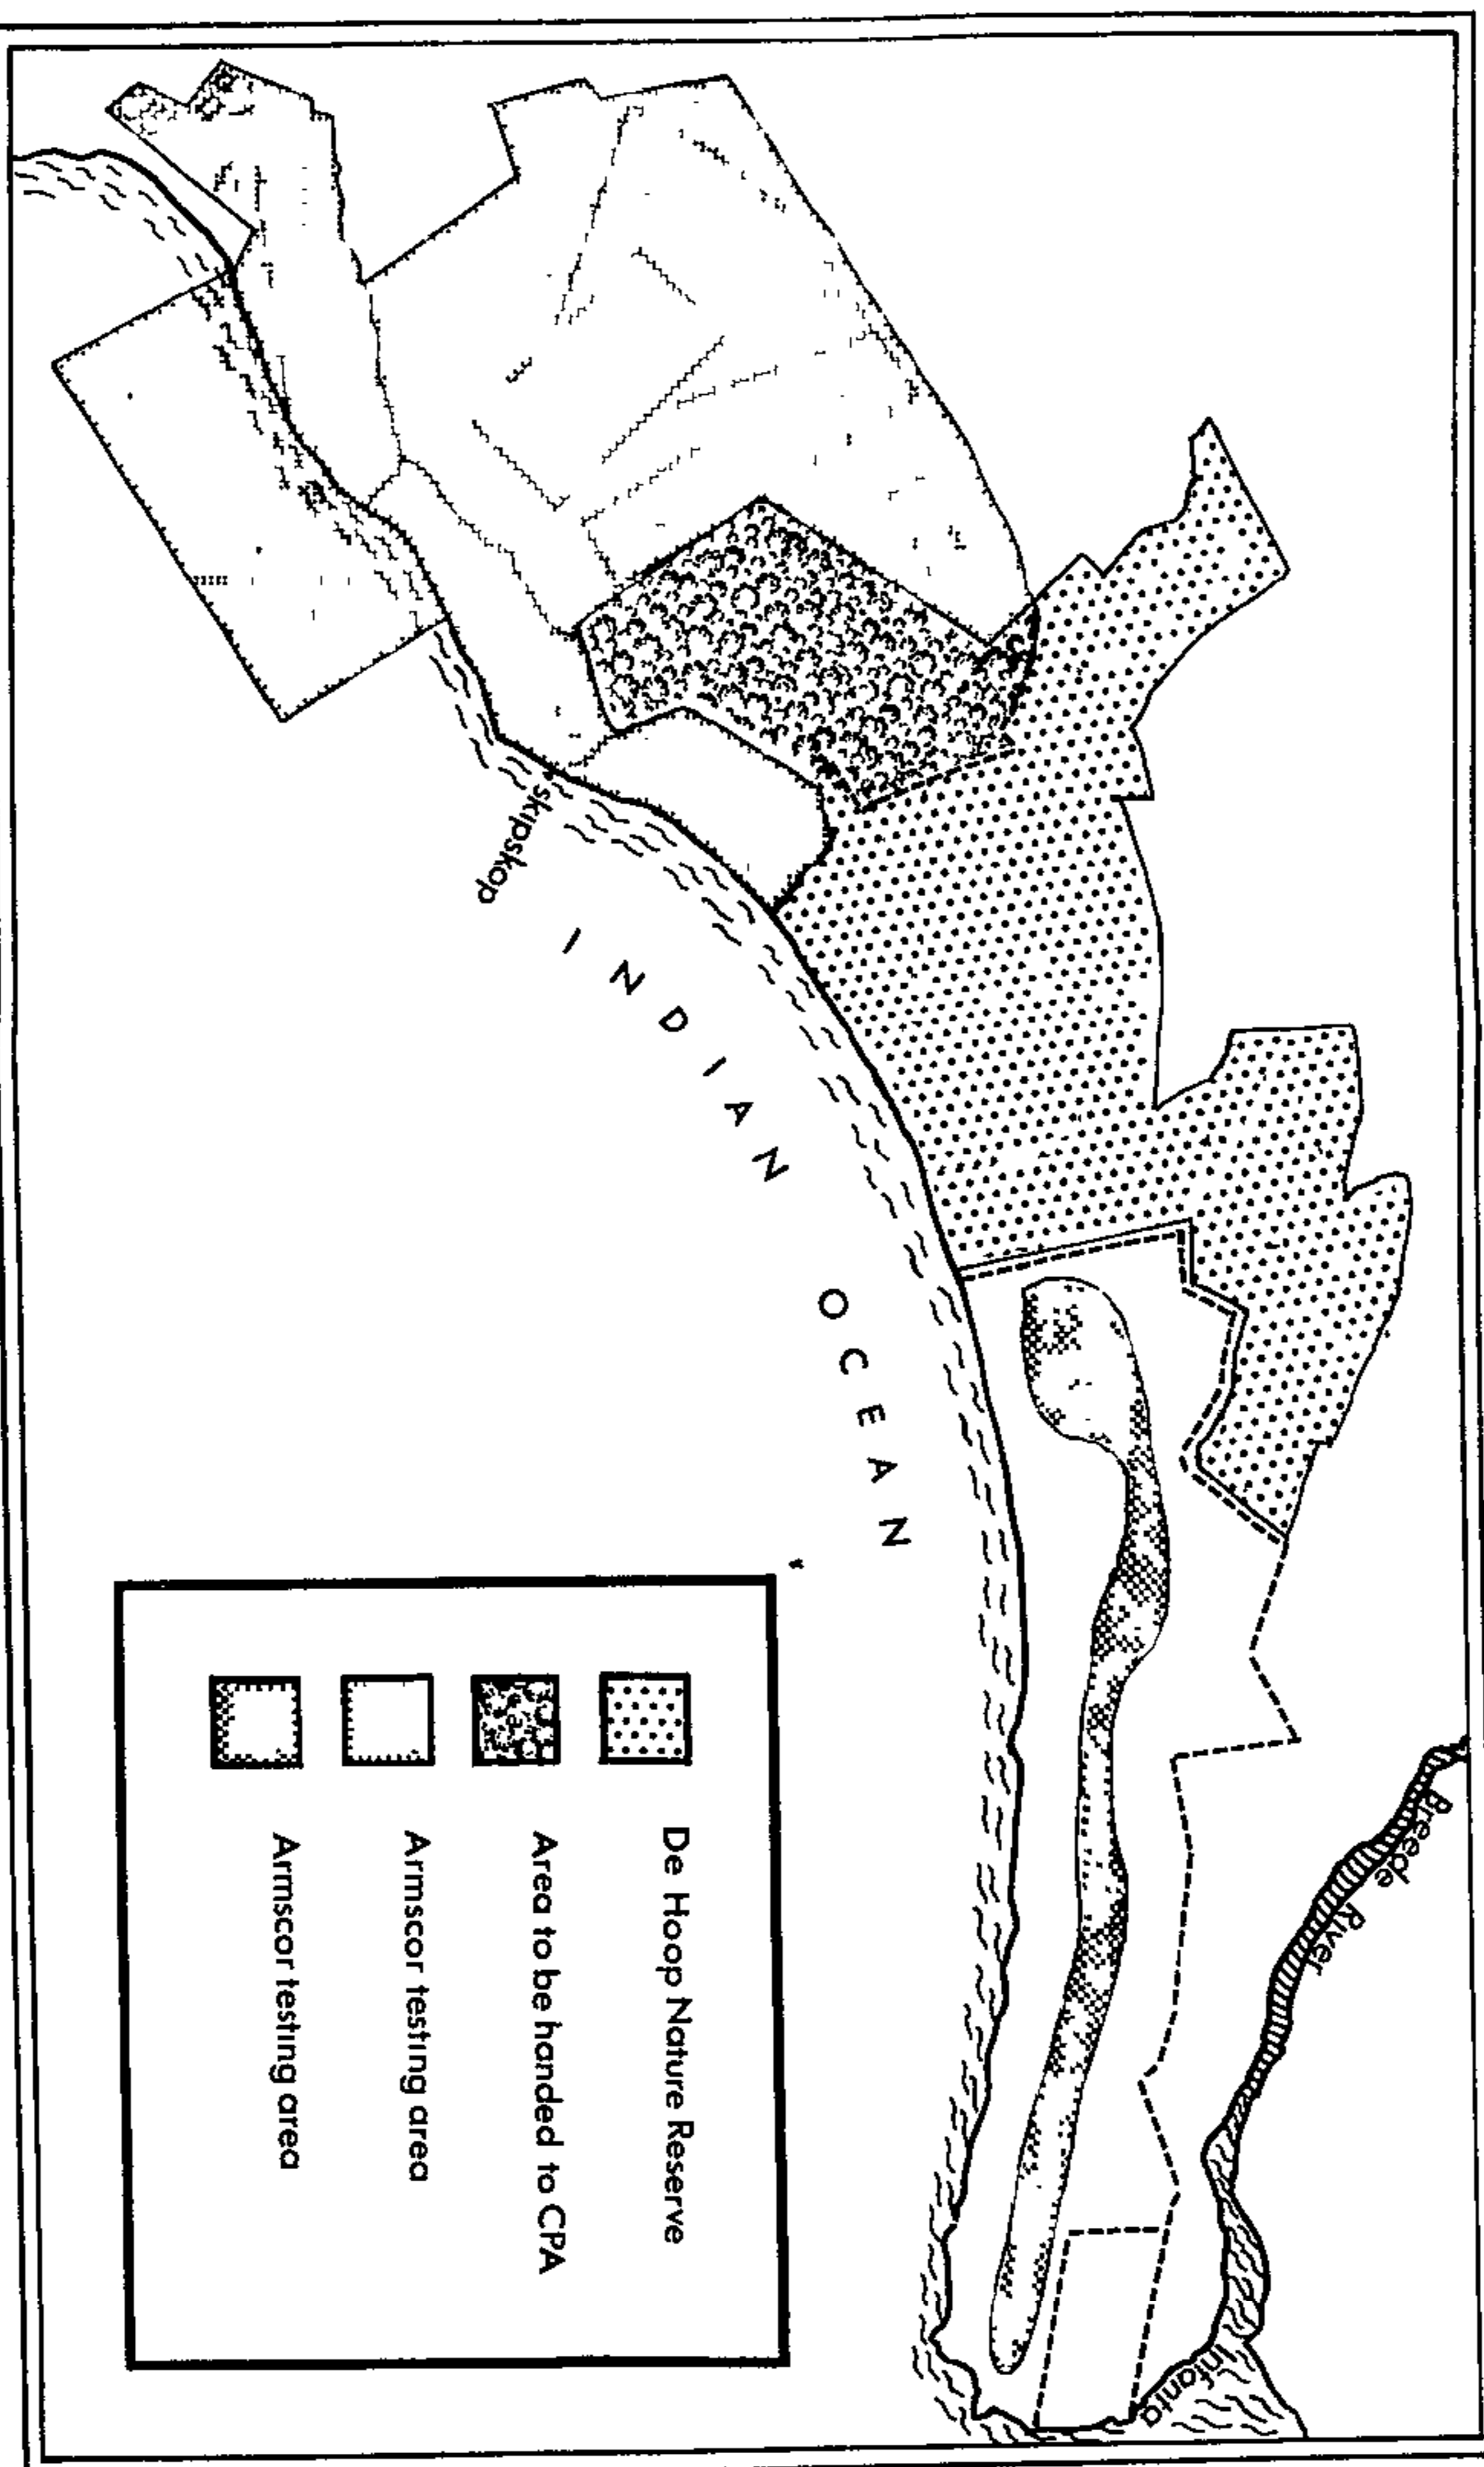 Breede River
Infanta
skipskop
INDIAN OCEAN
De Hoop Nature Reserve
Area to be handed to CPA
Armscor testing area
Armscor testing area